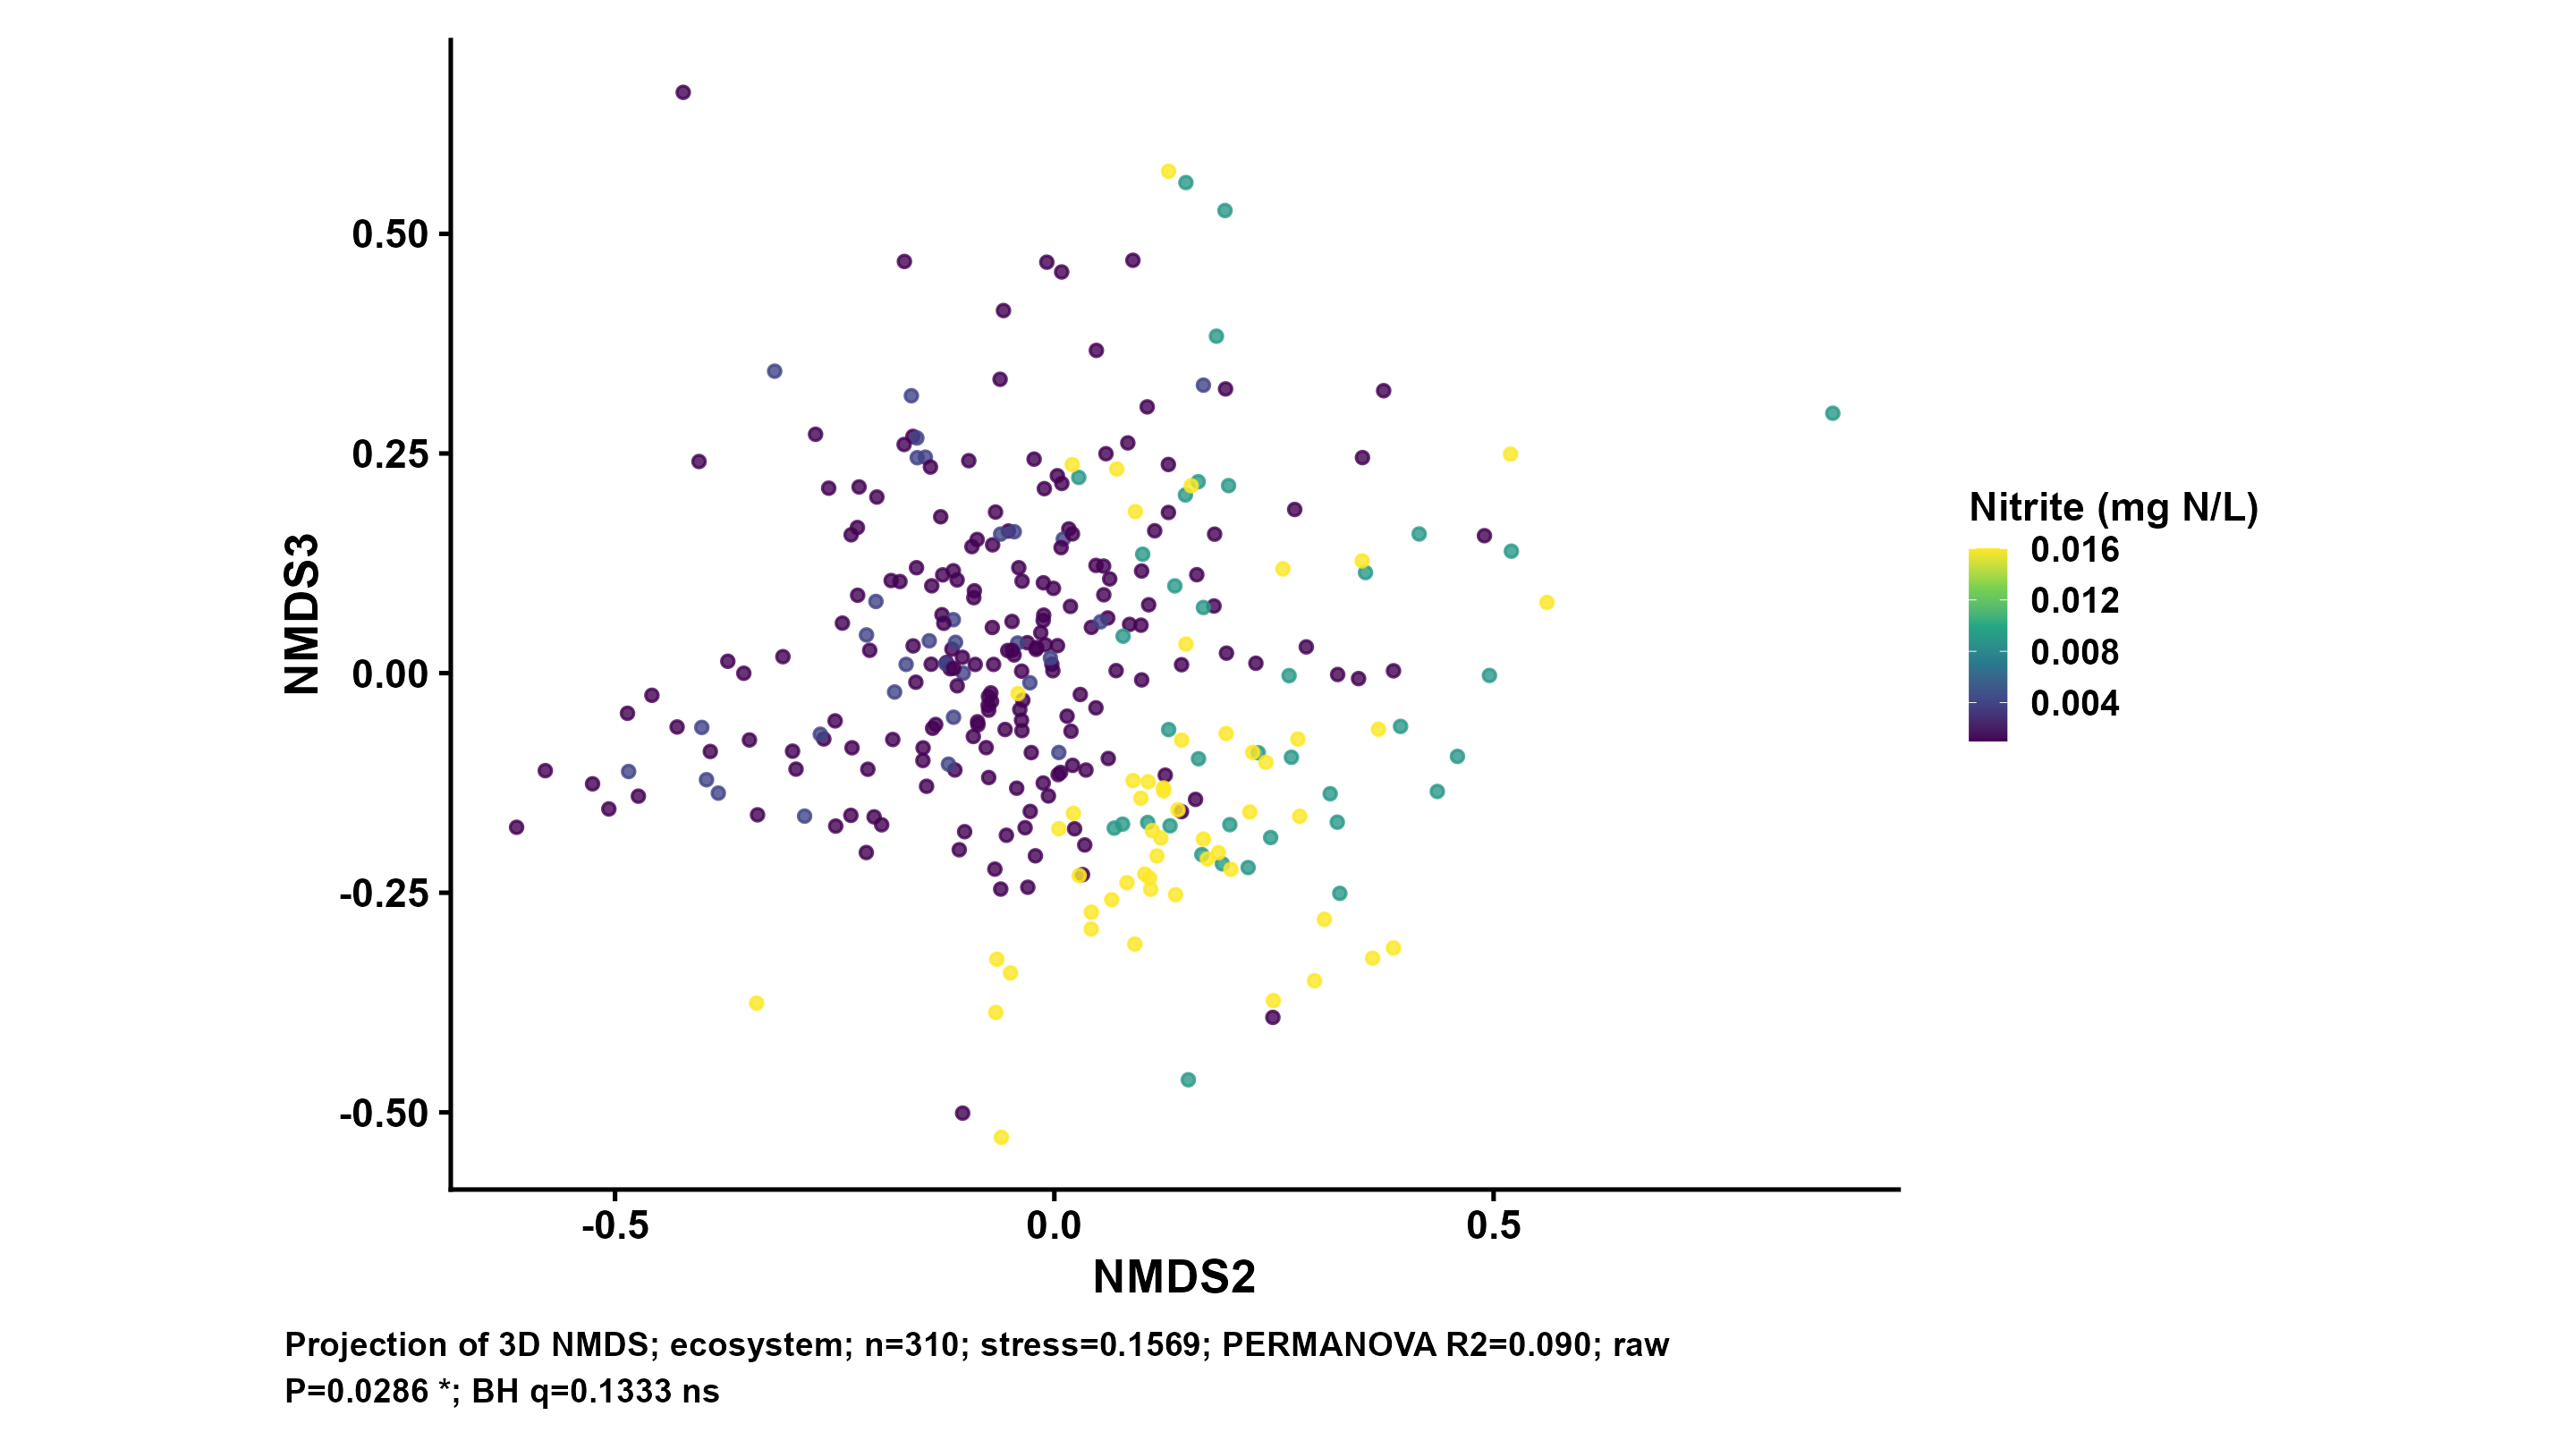 0.50
0.25
0.00
-0.25
-0.50
NMDS3
-0.5
0.0
0.5
NMDS2
Nitrite (mg N/L)
0.016
0.012
0.008
0.004
Projection of 3D NMDS; ecosystem; n=310; stress=0.1569; PERMANOVA R2=0.090; raw
P=0.0286 *; BH q=0.1333 ns